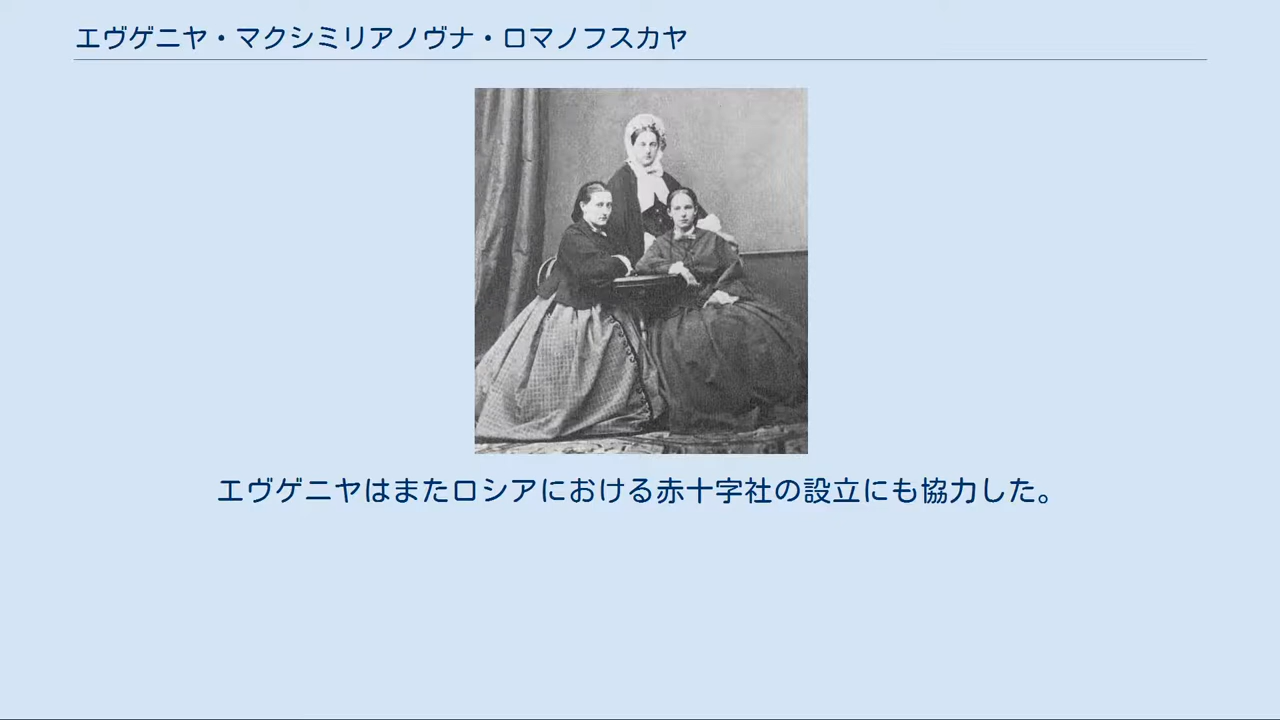 エヴゲニヤ・マクシミリアノヴナ・ロマノフスカヤ
エヴゲニヤはまたロシアにおける赤十字社の設立にも協力した。